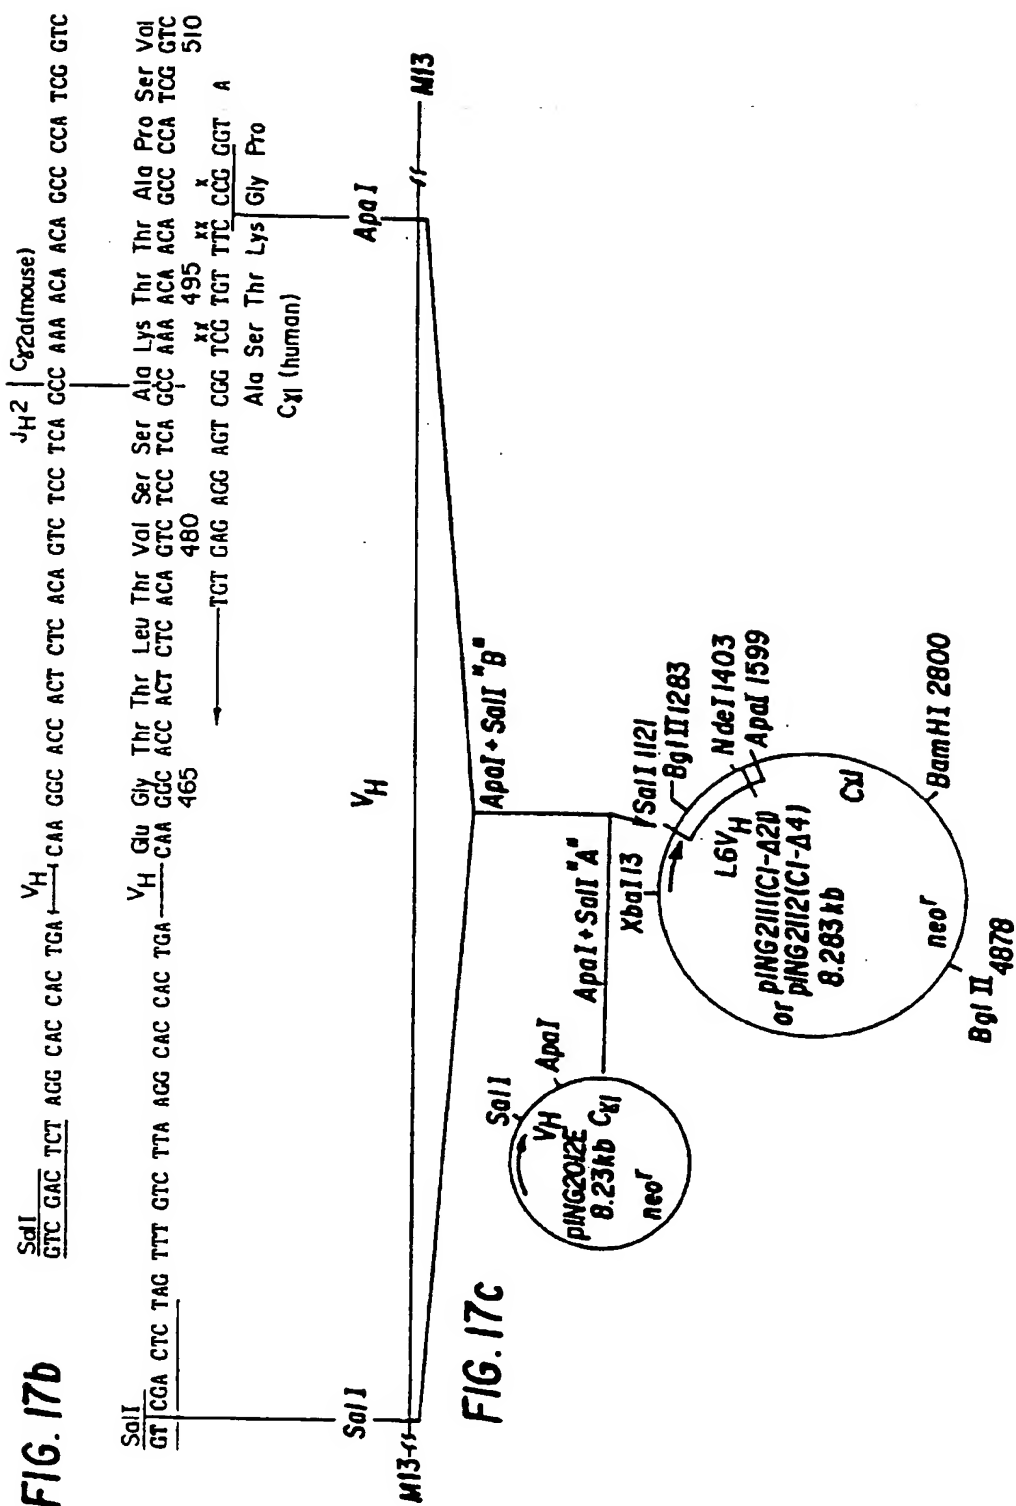 FIG. 17b
SalI
JH2 | Cγ2a(mouse)
GTC GAC TCT AGG CAC CAC TGA VH CAA GGC ACC ACT CTC ACA GTC TCC TCA GCC AAA ACA ACA GCC CCA TCG GTC
SalI
VH Glu Gly Thr Thr Leu Thr Val Ser Ser Ala Lys Thr Thr Ala Pro Ser Val
GT CGA CTC TAG TTT GTC TTA AGG CAC CAC TGA CAA GGC ACC ACT CTC ACA GTC TCC TCA GCC AAA ACA ACA GCC CCA TCG GTC
465 480 495 510
xx xx x
TGT GAG AGG AGT CGG TCG TGT TTC CCG GGT A
Ala Ser Thr Lys Gly Pro
Cγ1 (human)
SalI
VH
ApaI
M13
M13
FIG. 17c
ApaI+SalI "B"
ApaI+SalI "A"
SalI
ApaI
VH
pING2012E
8.23kb Cγ1
neor
XbaI 13
SalI 1121
BglII 1283
NdeI 1403
ApaI 1599
L6VH
pING2111(C1-Δ21)
or pING2112(C1-Δ4)
8.283kb
Cγ1
neor
BamHI 2800
Bgl II 4878